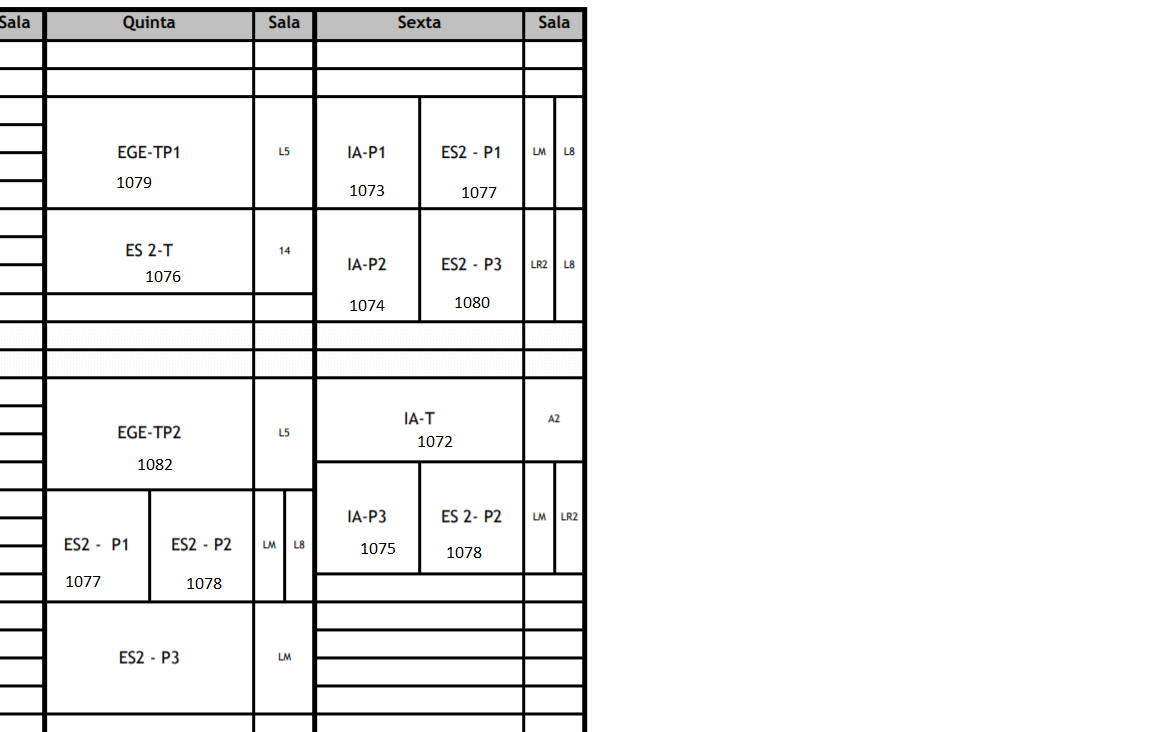 Sala Quinta Sala Sexta Sala
EGE-TP1 L5 IA-P1 ES2 - P1 LM L8
1079 1073 1077
ES 2-T 14 IA-P2 ES2 - P3 LR2 L8
1076 1074 1080
EGE-TP2 L5 IA-T A2
1082 1072
IA-P3 ES 2- P2 LM LR2
1075 1078
ES2 - P1 ES2 - P2 LM L8
1077 1078
ES2 - P3 LM